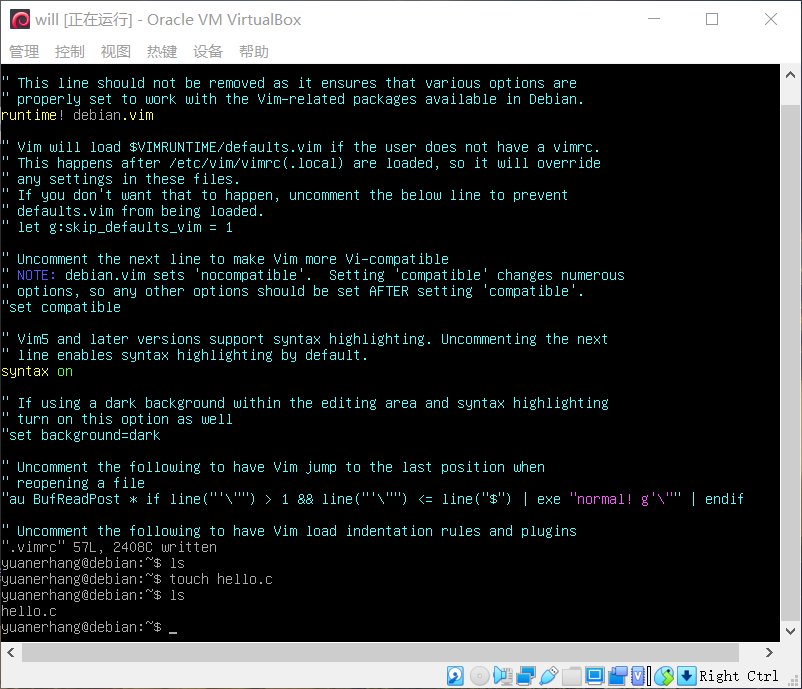 will [正在运行] - Oracle VM VirtualBox
管理 控制 视图 热键 设备 帮助
" This line should not be removed as it ensures that various options are
" properly set to work with the Vim-related packages available in Debian.
runtime! debian.vim
" Vim will load $VIMRUNTIME/defaults.vim if the user does not have a vimrc.
" This happens after /etc/vim/vimrc(.local) are loaded, so it will override
" any settings in these files.
" If you don't want that to happen, uncomment the below line to prevent
" defaults.vim from being loaded.
" let g:skip_defaults_vim = 1
" Uncomment the next line to make Vim more Vi-compatible
" NOTE: debian.vim sets 'nocompatible'.  Setting 'compatible' changes numerous
" options, so any other options should be set AFTER setting 'compatible'.
"set compatible
" Vim5 and later versions support syntax highlighting. Uncommenting the next
" line enables syntax highlighting by default.
syntax on
" If using a dark background within the editing area and syntax highlighting
" turn on this option as well
"set background=dark
" Uncomment the following to have Vim jump to the last position when
" reopening a file
"au BufReadPost * if line("'\"") > 1 && line("'\"") <= line("$") | exe "normal! g'\"" | endif
" Uncomment the following to have Vim load indentation rules and plugins
".vimrc" 57L, 2408C written
yuanerhang@debian:~$ ls
yuanerhang@debian:~$ touch hello.c
yuanerhang@debian:~$ ls
hello.c
yuanerhang@debian:~$ _
Right Ctrl